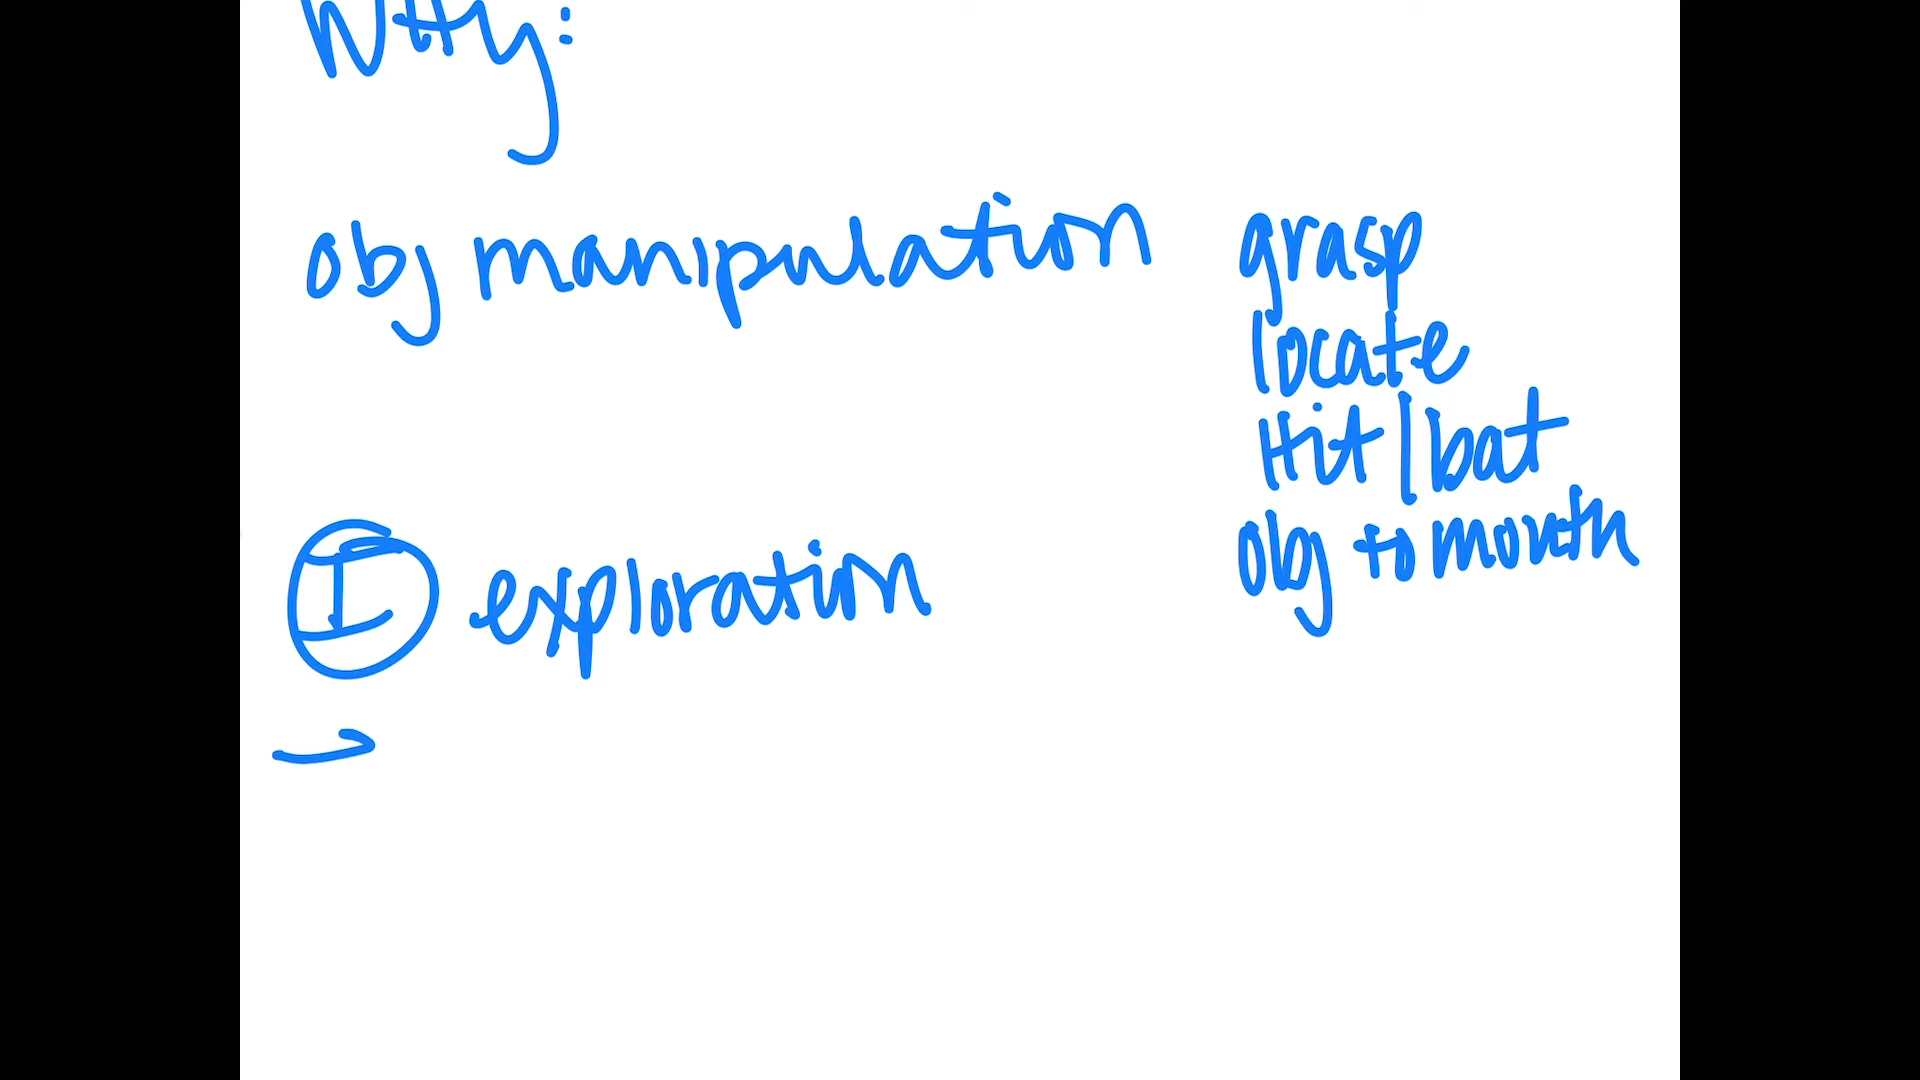 WHy:
obj manipulation
grasp
locate
Hit/bat
obj to mouth
I exploration
→